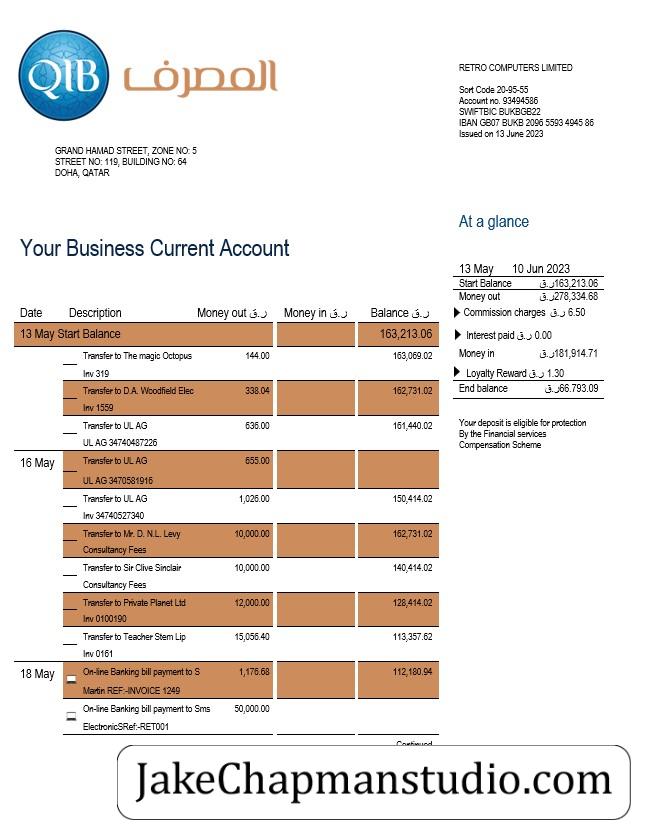 QIB المصرف
RETRO COMPUTERS LIMITED
Sort Code 20-95-55
Account no. 93494586
SWIFTBIC BUKBGB22
IBAN GB07 BUKB 2096 5593 4945 86
Issued on 13 June 2023
GRAND HAMAD STREET, ZONE NO: 5
STREET NO: 119, BUILDING NO: 64
DOHA, QATAR
At a glance
Your Business Current Account
13 May 10 Jun 2023
Start Balance ر.ق163,213.06
Money out ر.ق278,334.68
Commission charges ر.ق 6.50
Interest paid ر.ق 0.00
Money in ر.ق181,914.71
Loyalty Reward ر.ق 1.30
End balance ر.ق66.793.09
Your deposit is eligible for protection
By the Financial services
Compensation Scheme
Date Description Money out ر.ق Money in ر.ق Balance ر.ق
13 May Start Balance 163,213.06
Transfer to The magic Octopus 144.00 163,069.02
Inv 319
Transfer to D.A. Woodfield Elec 338.04 162,731.02
Inv 1559
Transfer to UL AG 636.00 161,440.02
UL AG 34740487226
16 May Transfer to UL AG 655.00
UL AG 3470581916
Transfer to UL AG 1,026.00 150,414.02
Inv 34740527340
Transfer to Mr. D. N.L. Levy 10,000.00 162,731.02
Consultancy Fees
Transfer to Sir Clive Sinclair 10,000.00 140,414.02
Consultancy Fees
Transfer to Private Planet Ltd 12,000.00 128,414.02
Inv 0100190
Transfer to Teacher Stem Lip 15,056.40 113,357.62
Inv 0161
18 May On-line Banking bill payment to S 1,176.68 112,180.94
Martin REF:-INVOICE 1249
On-line Banking bill payment to Sms 50,000.00
ElectronicSRef:-RET001
Continued
JakeChapmanstudio.com